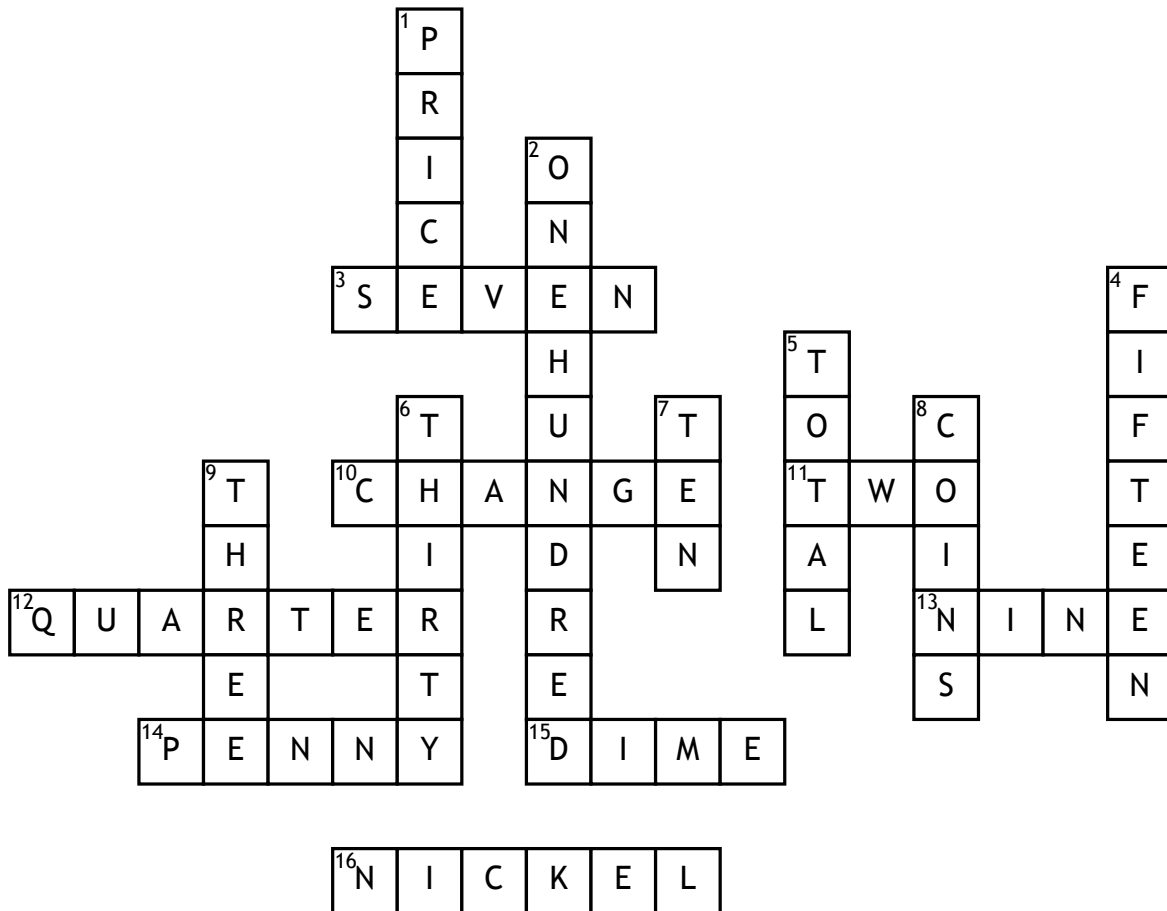 1 P
R
I 2 O
C N
3 S E V E N 4 F
H 5 T I
6 T U 7 T O 8 C F
9 T 10 C H A N G E 11 T W O T
H I D N A I E
12 Q U A R T E R R L 13 N I N E
E T E S N
14 P E N N Y 15 D I M E
16 N I C K E L